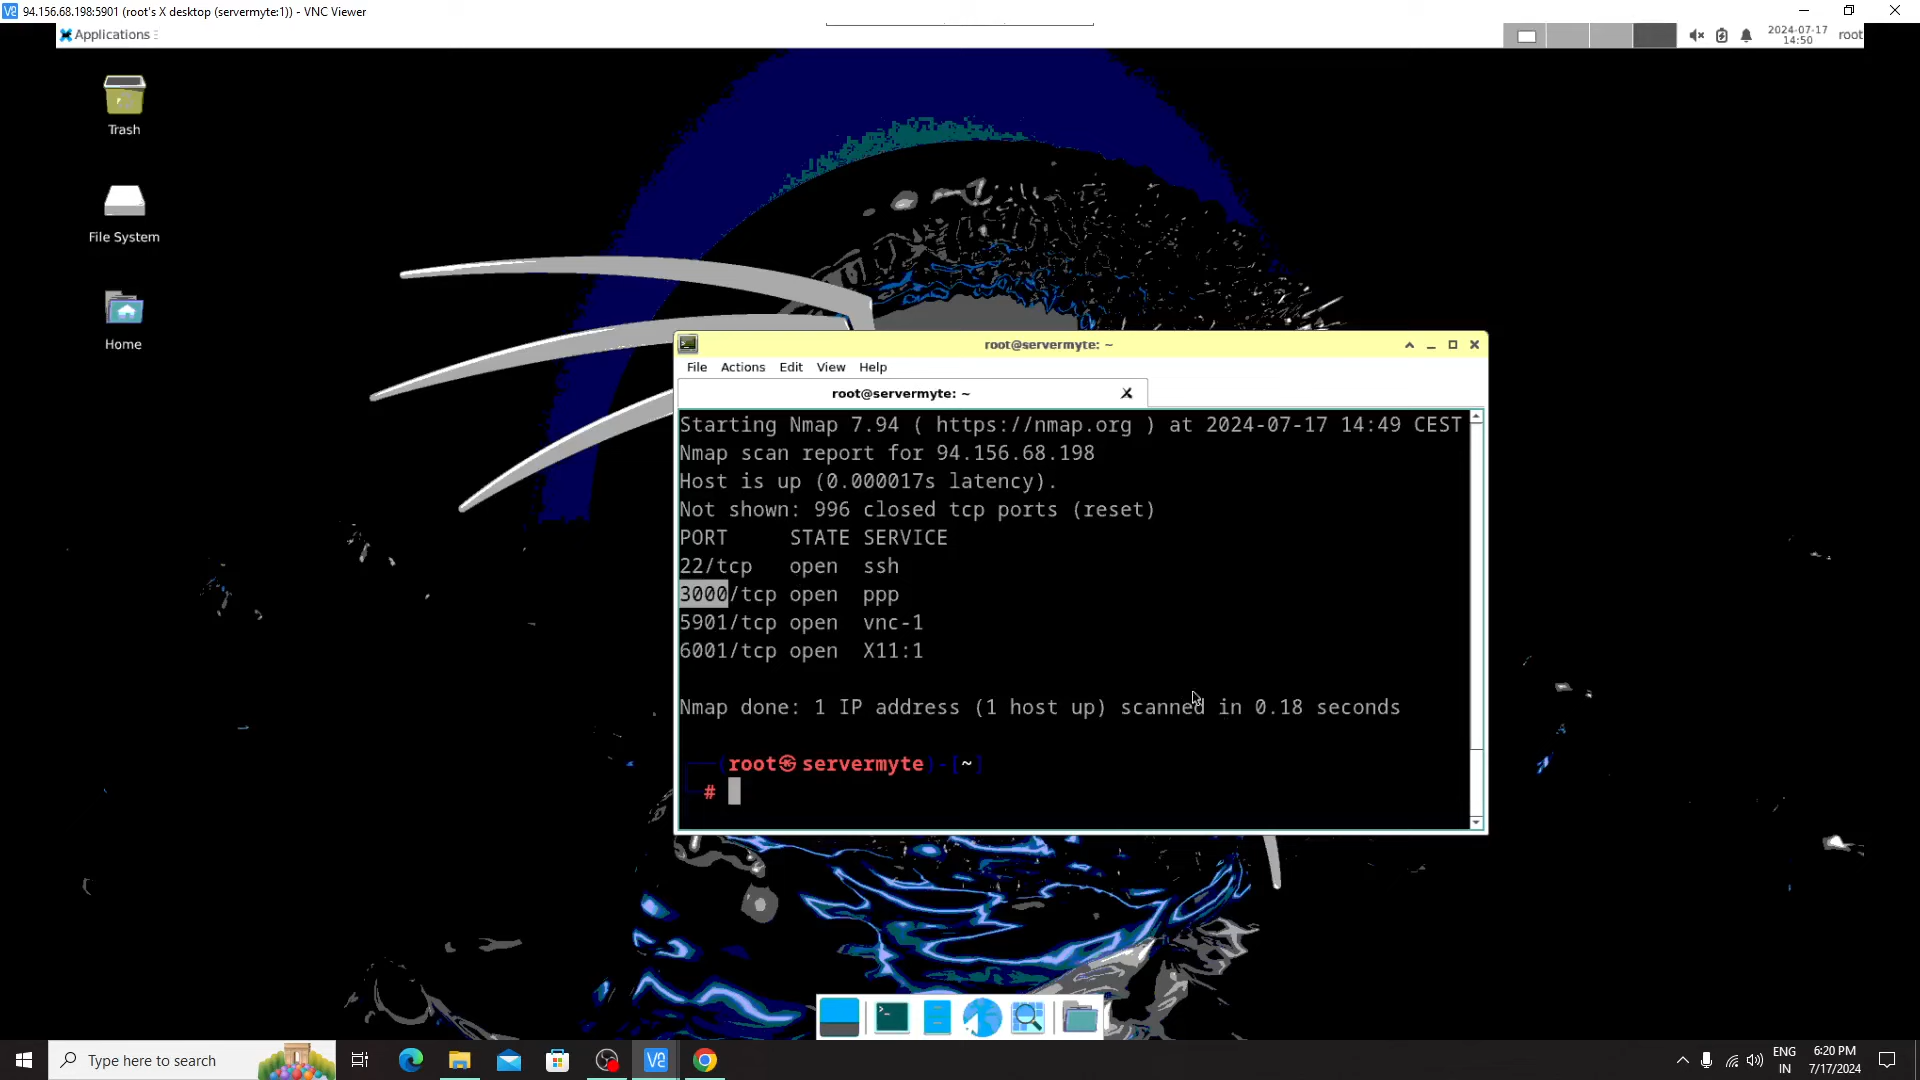 94.156.68.198:5901 (root's X desktop (servermyte:1)) - VNC Viewer
Applications
2024-07-17
14:50
root
Trash
File System
Home
root@servermyte: ~
File Actions Edit View Help
root@servermyte: ~
Starting Nmap 7.94 ( https://nmap.org ) at 2024-07-17 14:49 CEST
Nmap scan report for 94.156.68.198
Host is up (0.000017s latency).
Not shown: 996 closed tcp ports (reset)
PORT     STATE SERVICE
22/tcp   open  ssh
3000/tcp open  ppp
5901/tcp open  vnc-1
6001/tcp open  X11:1
Nmap done: 1 IP address (1 host up) scanned in 0.18 seconds
┌──(root㉿servermyte)-[~]
└─#
Type here to search
ENG
IN
6:20 PM
7/17/2024